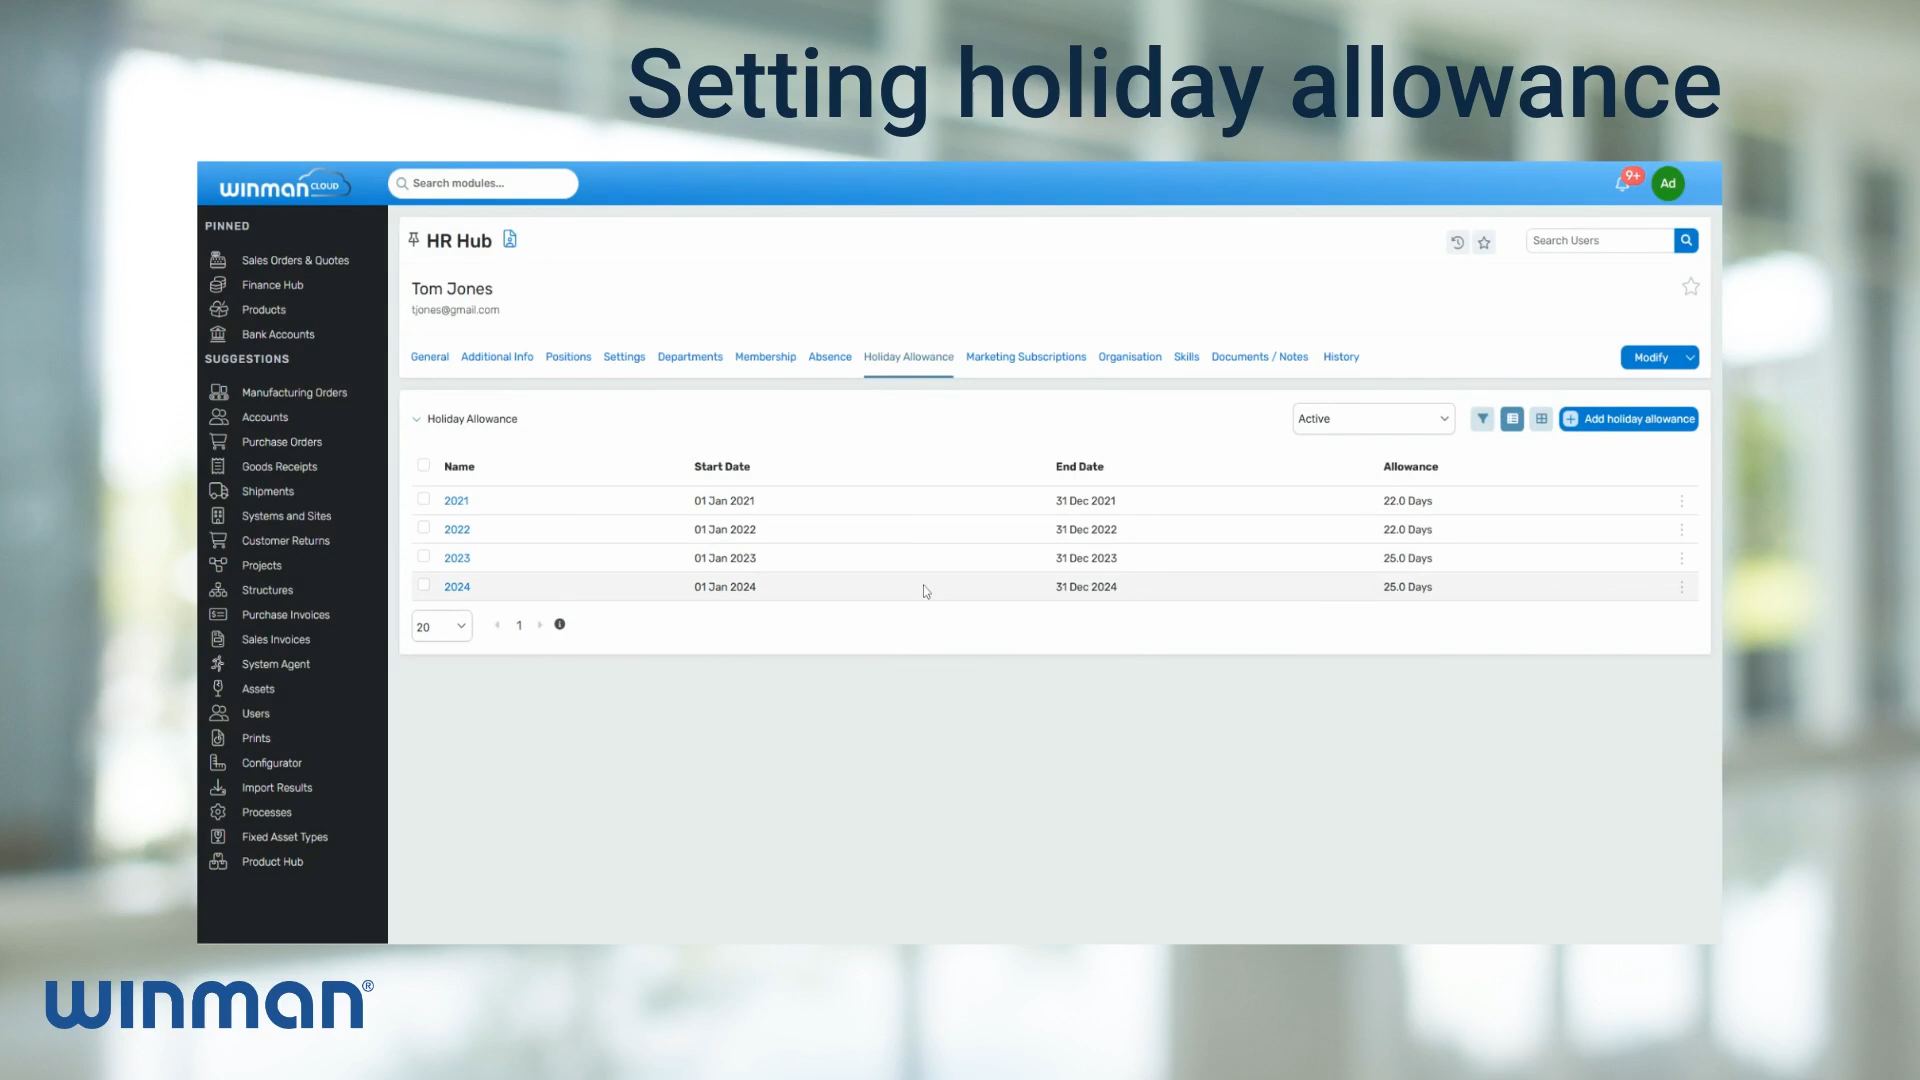 Setting holiday allowance
winman CLOUD
Search modules...
9+
Ad
PINNED
Sales Orders & Quotes
Finance Hub
Products
Bank Accounts
SUGGESTIONS
Manufacturing Orders
Accounts
Purchase Orders
Goods Receipts
Shipments
Systems and Sites
Customer Returns
Projects
Structures
Purchase Invoices
Sales Invoices
System Agent
Assets
Users
Prints
Configurator
Import Results
Processes
Fixed Asset Types
Product Hub
HR Hub
Search Users
Tom Jones
tjones@gmail.com
General Additional Info Positions Settings Departments Membership Absence Holiday Allowance Marketing Subscriptions Organisation Skills Documents / Notes History
Modify
Holiday Allowance
Active
Add holiday allowance
Name Start Date End Date Allowance
2021 01 Jan 2021 31 Dec 2021 22.0 Days
2022 01 Jan 2022 31 Dec 2022 22.0 Days
2023 01 Jan 2023 31 Dec 2023 25.0 Days
2024 01 Jan 2024 31 Dec 2024 25.0 Days
20 1
winman®